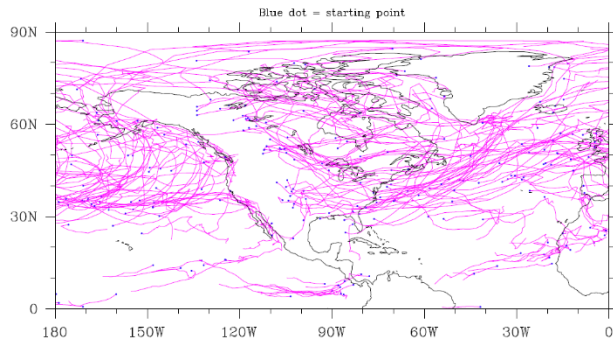 Blue dot = starting point
90N
60N
30N
0
180 150W 120W 90W 60W 30W 0